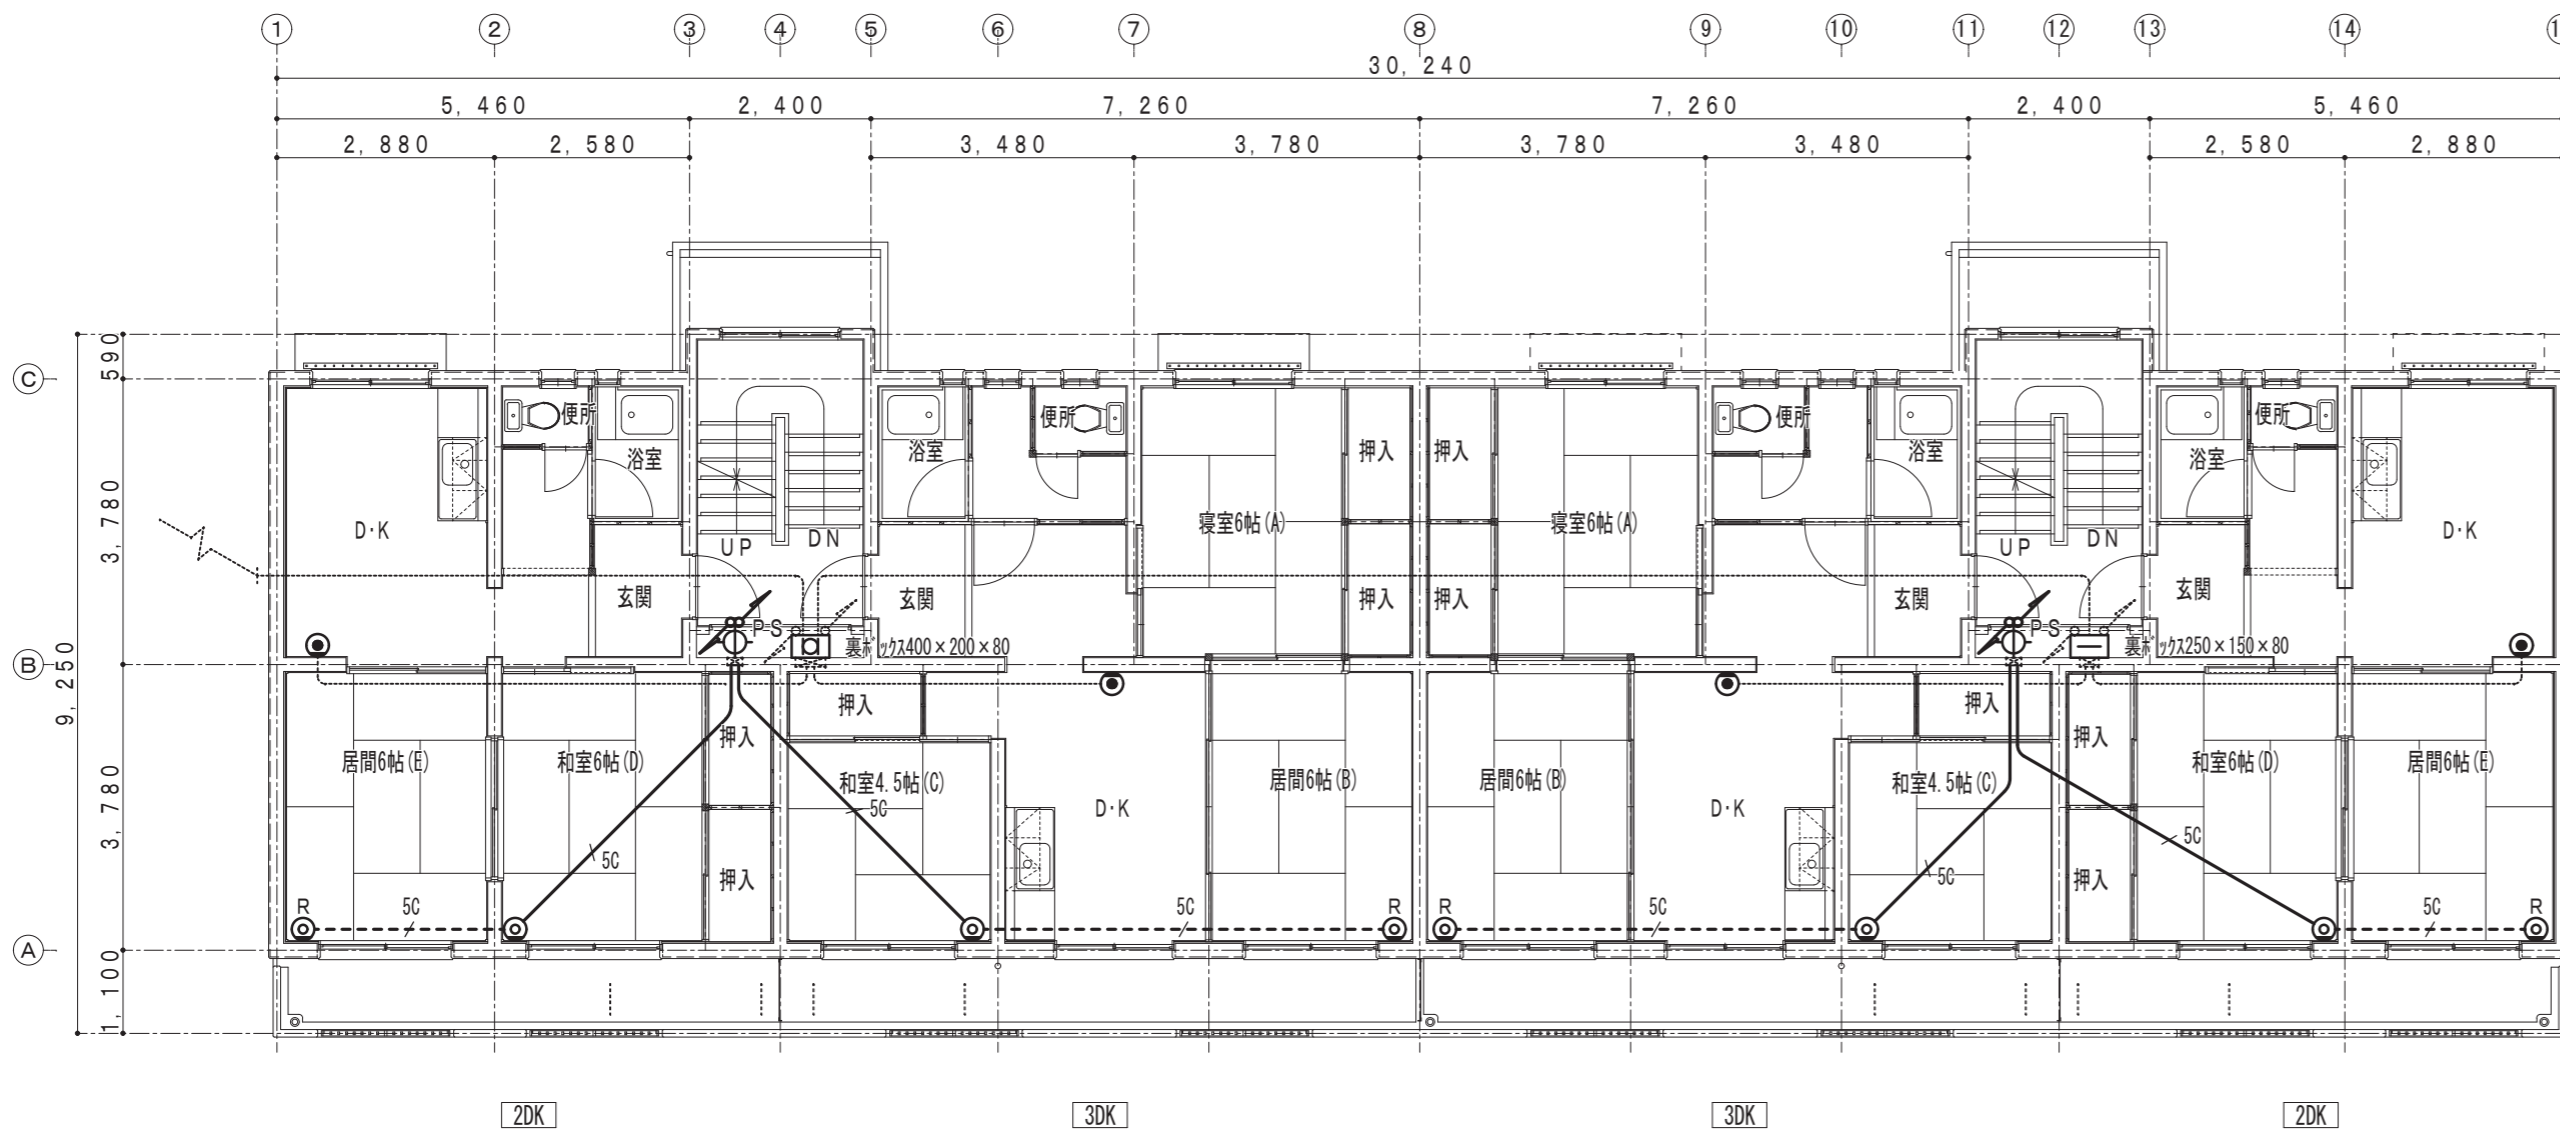 ① ② ③ ④ ⑤ ⑥ ⑦ ⑧ ⑨ ⑩ ⑪ ⑫ ⑬ ⑭
30,240
5,460 2,400 7,260 7,260 2,400 5,460
2,880 2,580 3,480 3,780 3,780 3,480 2,580 2,880
590
Ⓒ
便所 便所 便所 便所
浴室 浴室 押入 押入 浴室 浴室
3,780
D・K UP DN 寝室6帖(A) 寝室6帖(A) UP DN D・K
玄関 玄関 押入 押入 玄関 玄関
PS PS
裏ボックス400×200×80 裏ボックス250×150×80
Ⓑ
9,250
押入 押入 押入 押入
居間6帖(E) 和室6帖(D) 和室4.5帖(C) 居間6帖(B) 居間6帖(B) 和室4.5帖(C) 和室6帖(D) 居間6帖(E)
3,780
5C D・K D・K 5C
5C 5C
押入 押入
R 5C 5C R R 5C 5C R
Ⓐ
1,100
2DK 3DK 3DK 2DK